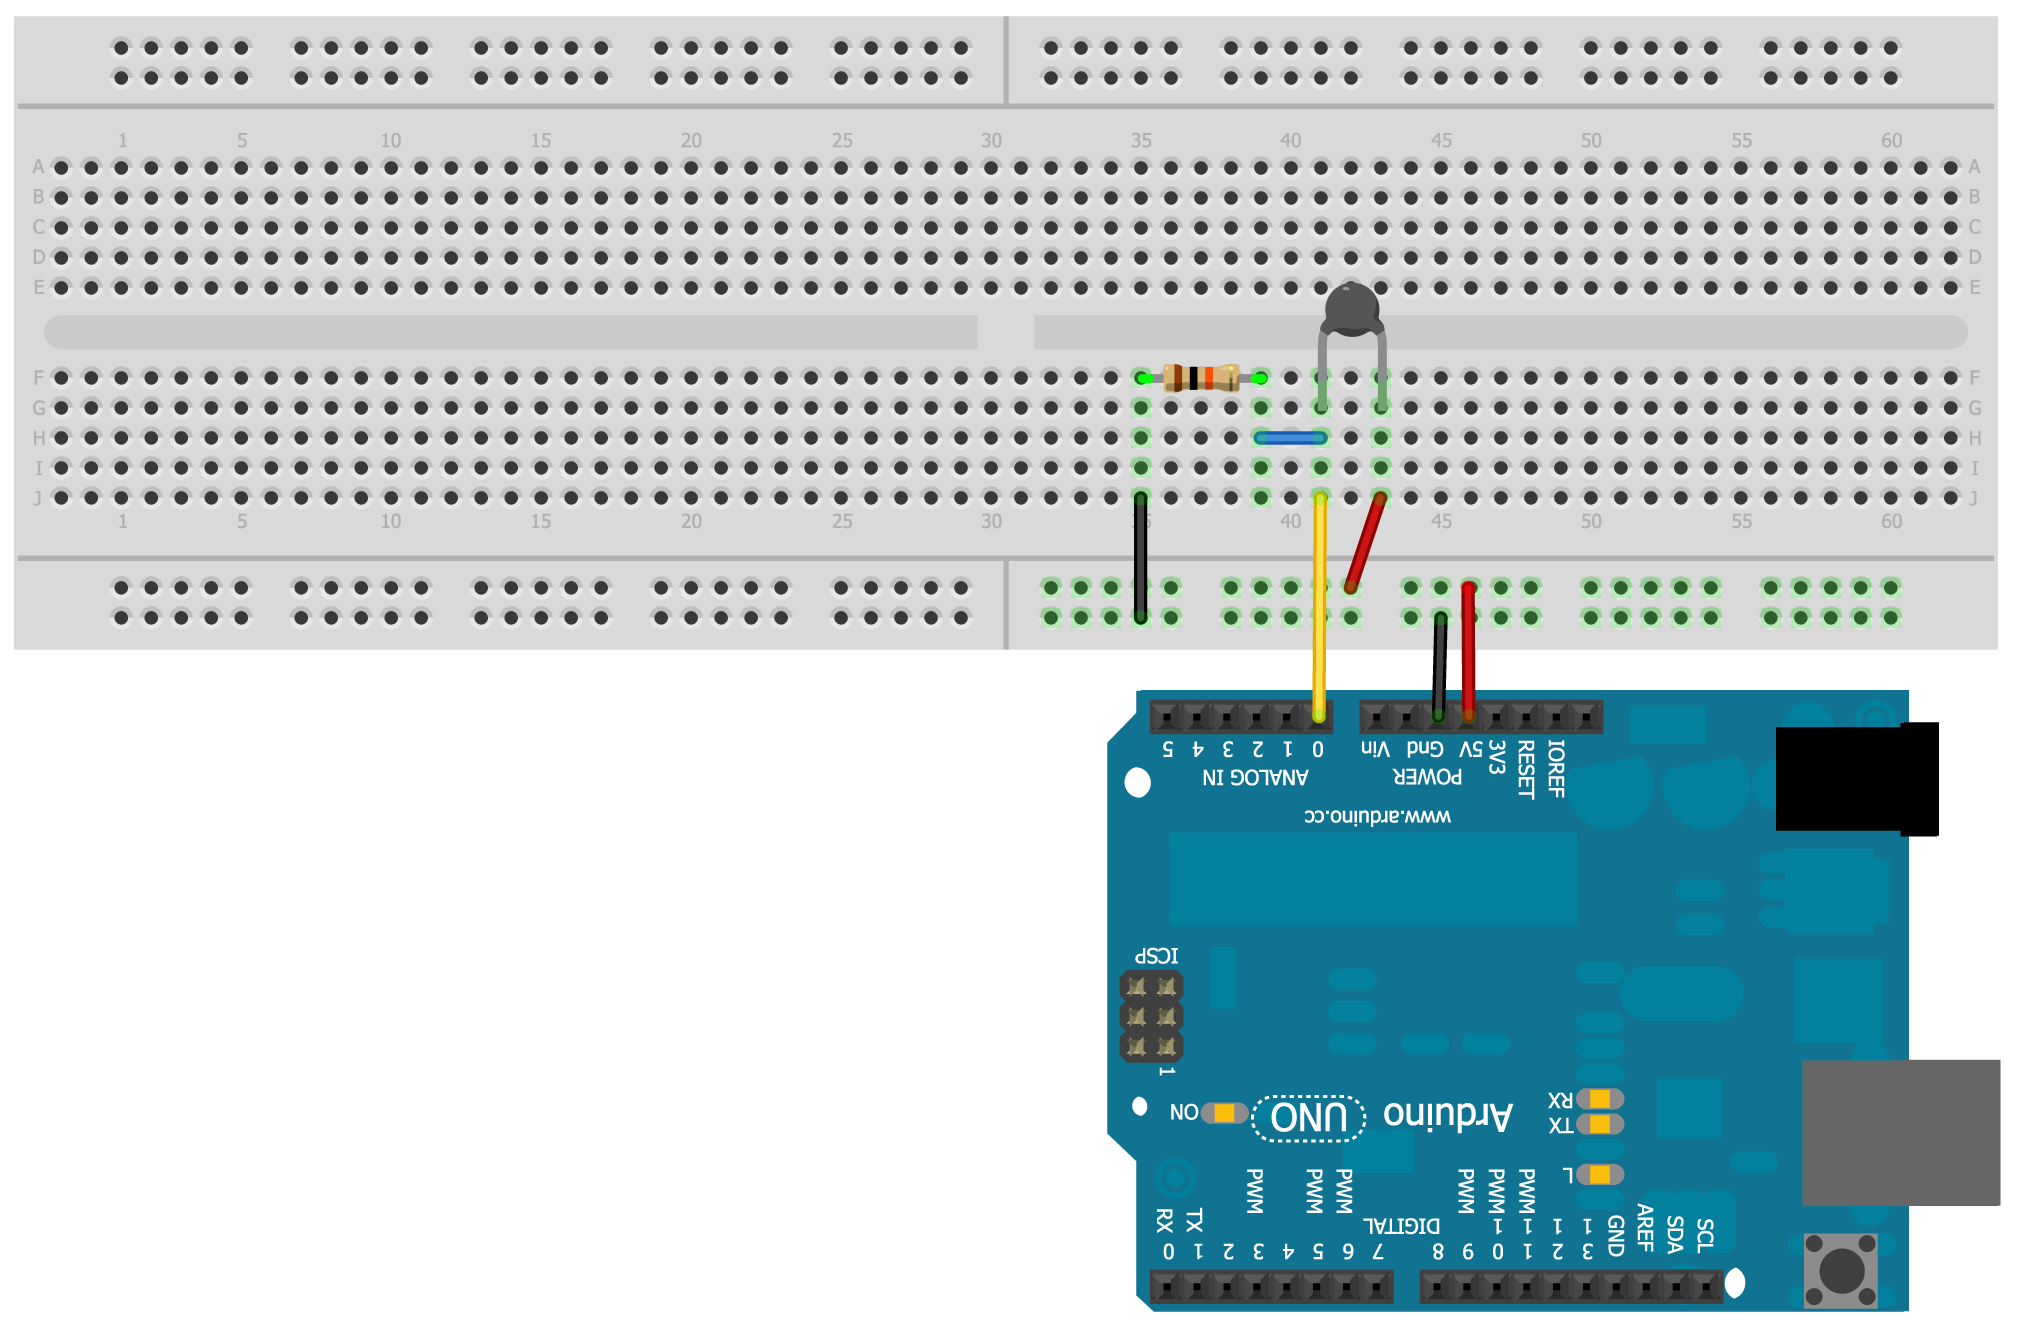 1 5 10 15 20 25 30 35 40 45 50 55 60
A A
B B
C C
D D
E E
F F
G G
H H
I I
J J
1 5 10 15 20 25 30 35 40 45 50 55 60
5 4 3 2 1 0 Vin Gnd 5V 3V3 RESET IOREF
ANALOG IN POWER
www.arduino.cc
ICSP
1
ON UNO Arduino RX
TX
L
PWM PWM PWM PWM PWM PWM
RX TX DIGITAL GND AREF SDA SCL
0 1 2 3 4 5 6 7 8 9 10 11 12 13